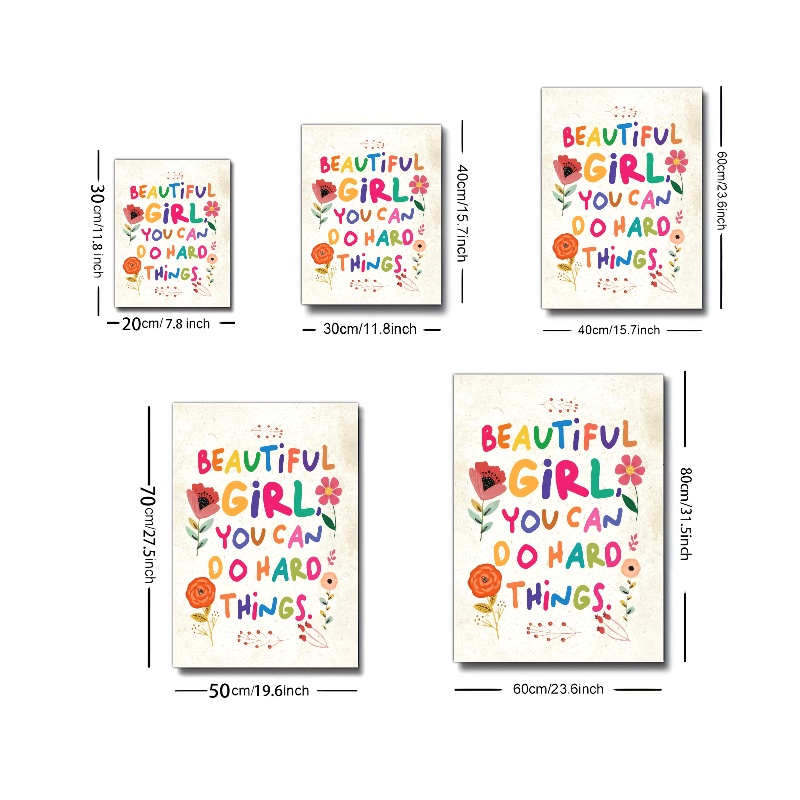 BEAUTiFUL
GiRL,
YOU CAN
DO HARD
THiNGS.
30cm/11.8 inch
20cm/ 7.8 inch
BEAUTiFUL
GiRL,
YOU CAN
DO HARD
THiNGS.
40cm/15.7inch
30cm/11.8inch
BEAUTiFUL
GiRL,
YOU CAN
DO HARD
THiNGS.
60cm/23.6inch
40cm/15.7inch
BEAUTiFUL
GiRL,
YOU CAN
DO HARD
THiNGS.
70cm/27.5inch
50cm/19.6inch
BEAUTiFUL
GiRL,
YOU CAN
DO HARD
THiNGS.
80cm/31.5inch
60cm/23.6inch